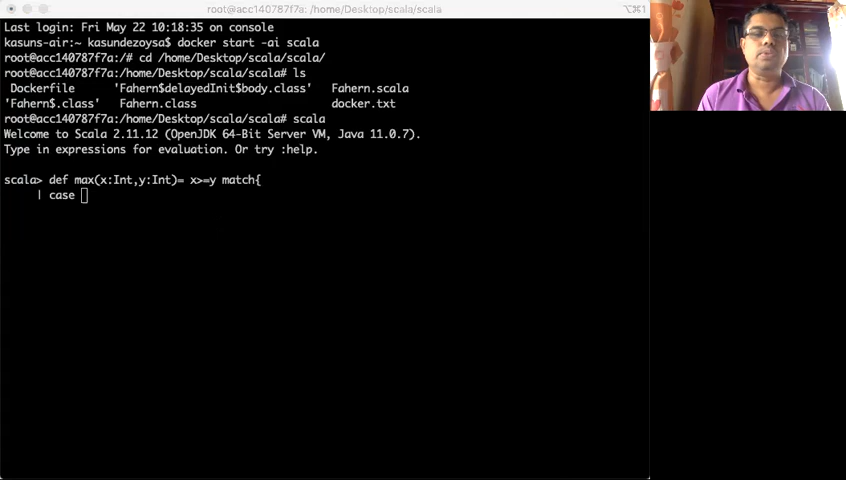 root@acc140787f7a: /home/Desktop/scala/scala
⌥⌘1
Last login: Fri May 22 10:18:35 on console
kasuns-air:~ kasundezoysa$ docker start -ai scala
root@acc140787f7a:/# cd /home/Desktop/scala/scala/
root@acc140787f7a:/home/Desktop/scala/scala# ls
Dockerfile 'Fahern$delayedInit$body.class' Fahern.scala
'Fahern$.class' Fahern.class docker.txt
root@acc140787f7a:/home/Desktop/scala/scala# scala
Welcome to Scala 2.11.12 (OpenJDK 64-Bit Server VM, Java 11.0.7).
Type in expressions for evaluation. Or try :help.
scala> def max(x:Int,y:Int)= x>=y match{
| case